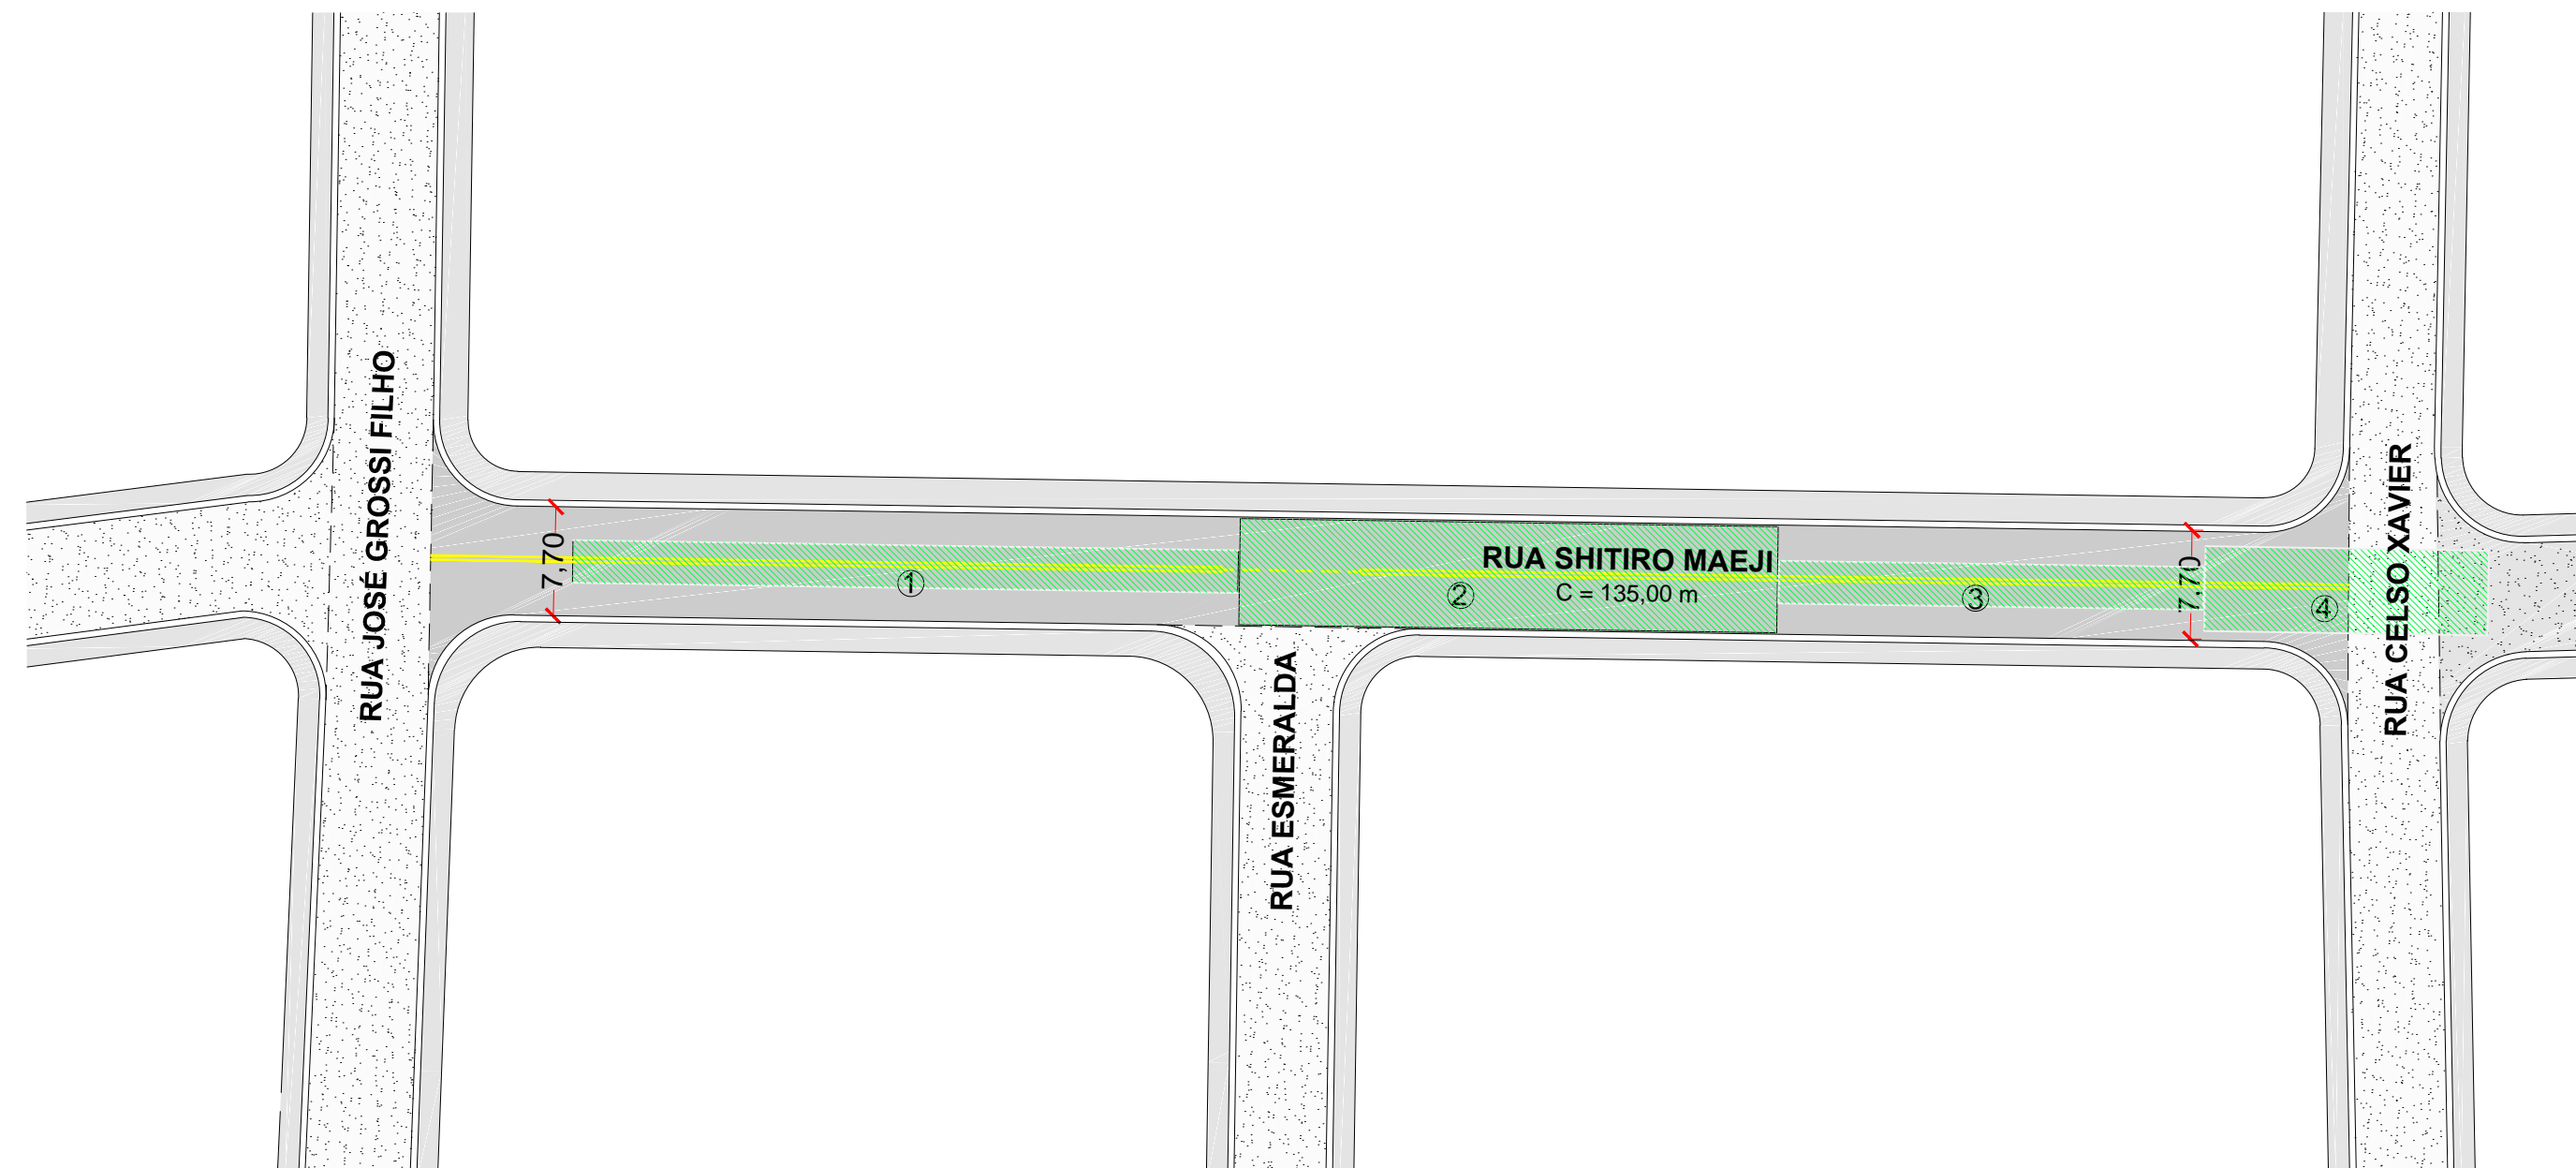 RUA JOSÉ GROSSI FILHO
7,70
①
RUA SHITIRO MAEJI
C = 135,00 m
②
③
7,70
④
RUA CELSO XAVIER
RUA ESMERALDA